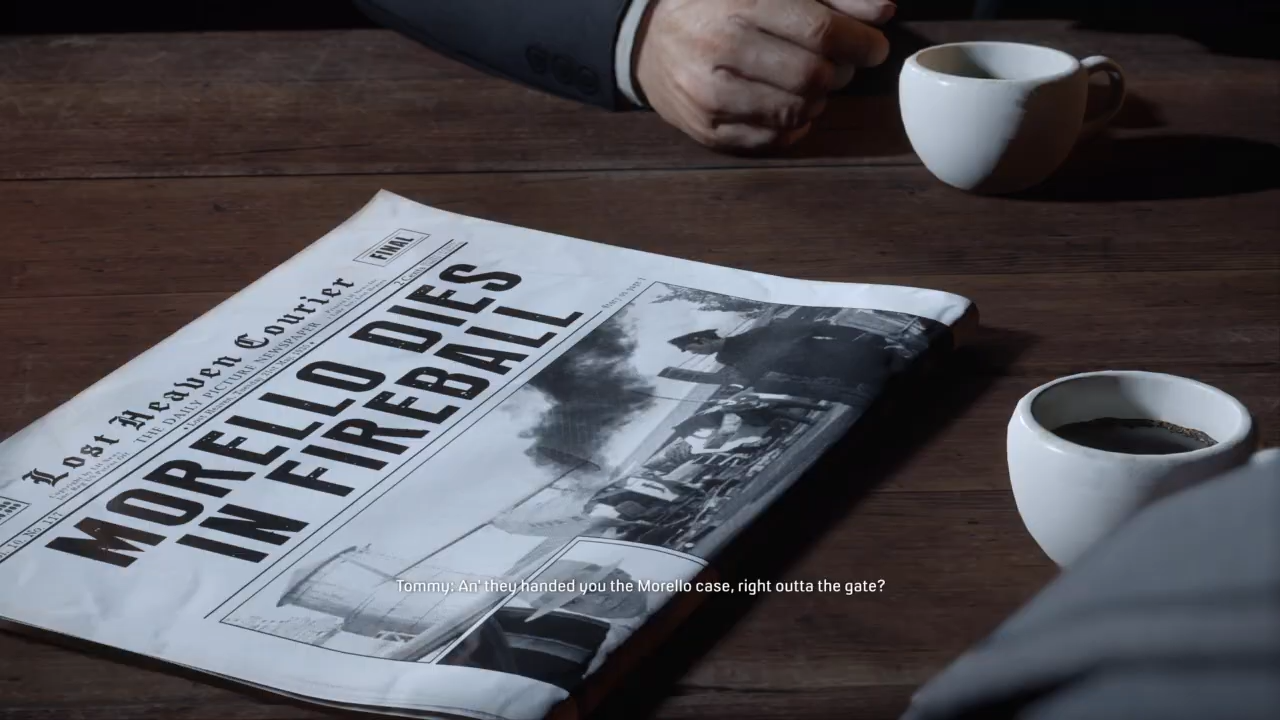 FINAL
Lost Heaven Courier
THE DAILY PICTURE NEWSPAPER
MORELLO DIES
IN FIREBALL
Tommy: An' they handed you the Morello case, right outta the gate?